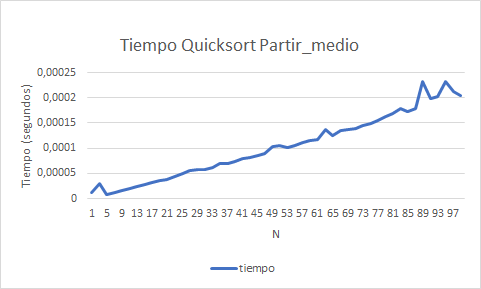 Tiempo Quicksort Partir_medio
Tiempo (segundos)
0,00025
0,0002
0,00015
0,0001
0,00005
0
1 5 9 13 17 21 25 29 33 37 41 45 49 53 57 61 65 69 73 77 81 85 89 93 97
N
tiempo